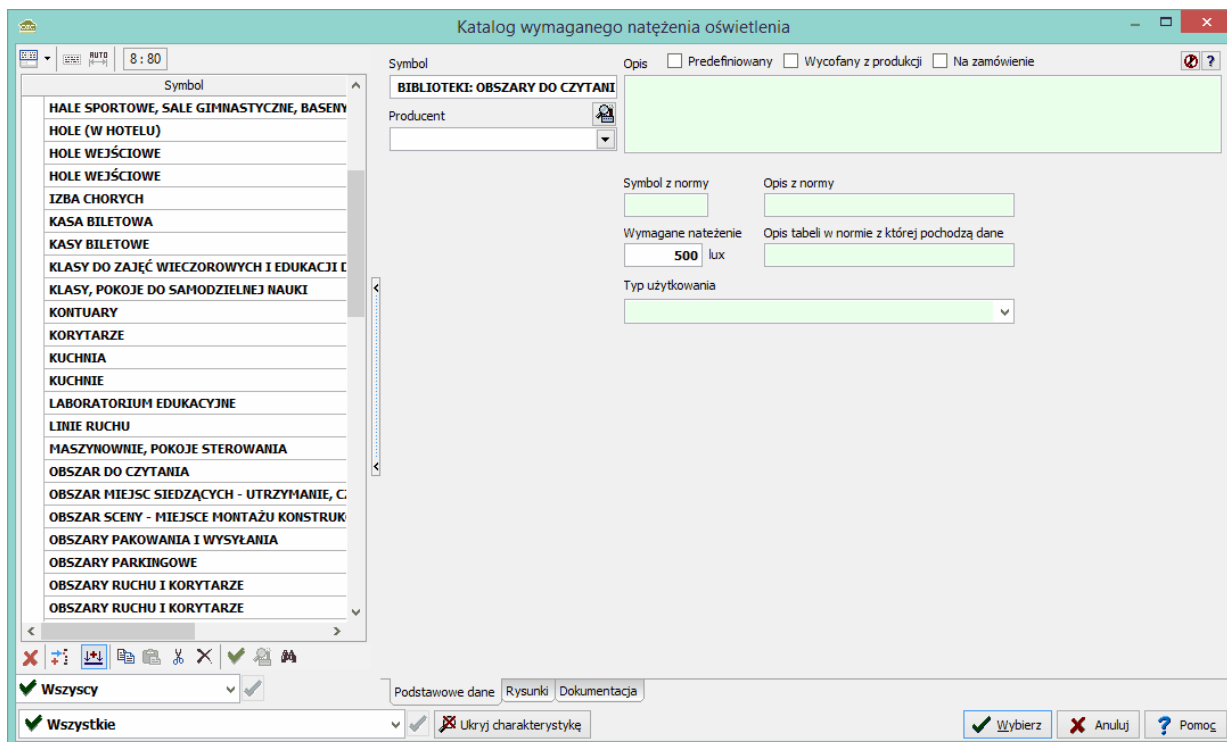 Katalog wymaganego natężenia oświetlenia
AUTO
8 : 80
Symbol
HALE SPORTOWE, SALE GIMNASTYCZNE, BASENY
HOLE (W HOTELU)
HOLE WEJŚCIOWE
HOLE WEJŚCIOWE
IZBA CHORYCH
KASA BILETOWA
KASY BILETOWE
KLASY DO ZAJĘĆ WIECZOROWYCH I EDUKACJI D
KLASY, POKOJE DO SAMODZIELNEJ NAUKI
KONTUARY
KORYTARZE
KUCHNIA
KUCHNIE
LABORATORIUM EDUKACYJNE
LINIE RUCHU
MASZYNOWNIE, POKOJE STEROWANIA
OBSZAR DO CZYTANIA
OBSZAR MIEJSC SIEDZĄCYCH - UTRZYMANIE, C
OBSZAR SCENY - MIEJSCE MONTAŻU KONSTRUK
OBSZARY PAKOWANIA I WYSYŁANIA
OBSZARY PARKINGOWE
OBSZARY RUCHU I KORYTARZE
OBSZARY RUCHU I KORYTARZE
Wszyscy
Wszystkie
Symbol
BIBLIOTEKI: OBSZARY DO CZYTANI
Producent
Opis Predefiniowany Wycofany z produkcji Na zamówienie ?
Symbol z normy Opis z normy
Wymagane nateżenie Opis tabeli w normie z której pochodzą dane
500 lux
Typ użytkowania
Podstawowe dane Rysunki Dokumentacja
Ukryj charakterystykę Wybierz Anuluj ? Pomoc